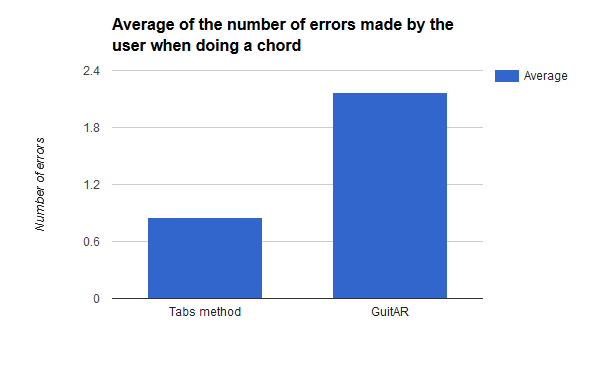 Average of the number of errors made by the
user when doing a chord
2.4
Average
1.8
Number of errors
1.2
0.6
0
Tabs method
GuitAR